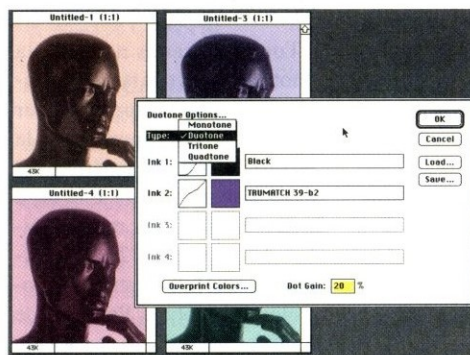 Untitled-1 (1:1)
Untitled-3 (1:1)
Duotone Options...
Type:
Monotone
✓Duotone
Tritone
Quadtone
OK
Cancel
Load...
Save...
Ink 1:
Black
Ink 2:
TRUMATCH 39-b2
Ink 3:
Ink 4:
Overprint Colors...
Dot Gain: 20 %
43K
Untitled-4 (1:1)
43K
43K